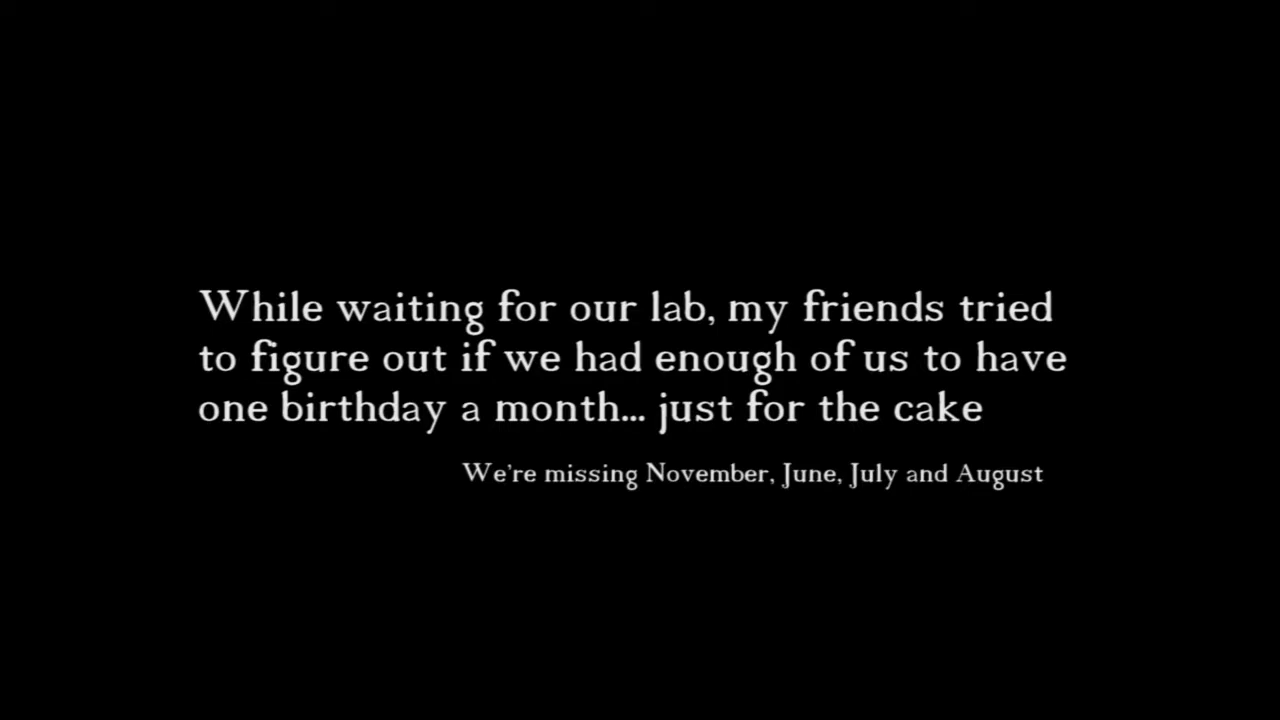 While waiting for our lab, my friends tried
to figure out if we had enough of us to have
one birthday a month... just for the cake
We're missing November, June, July and August